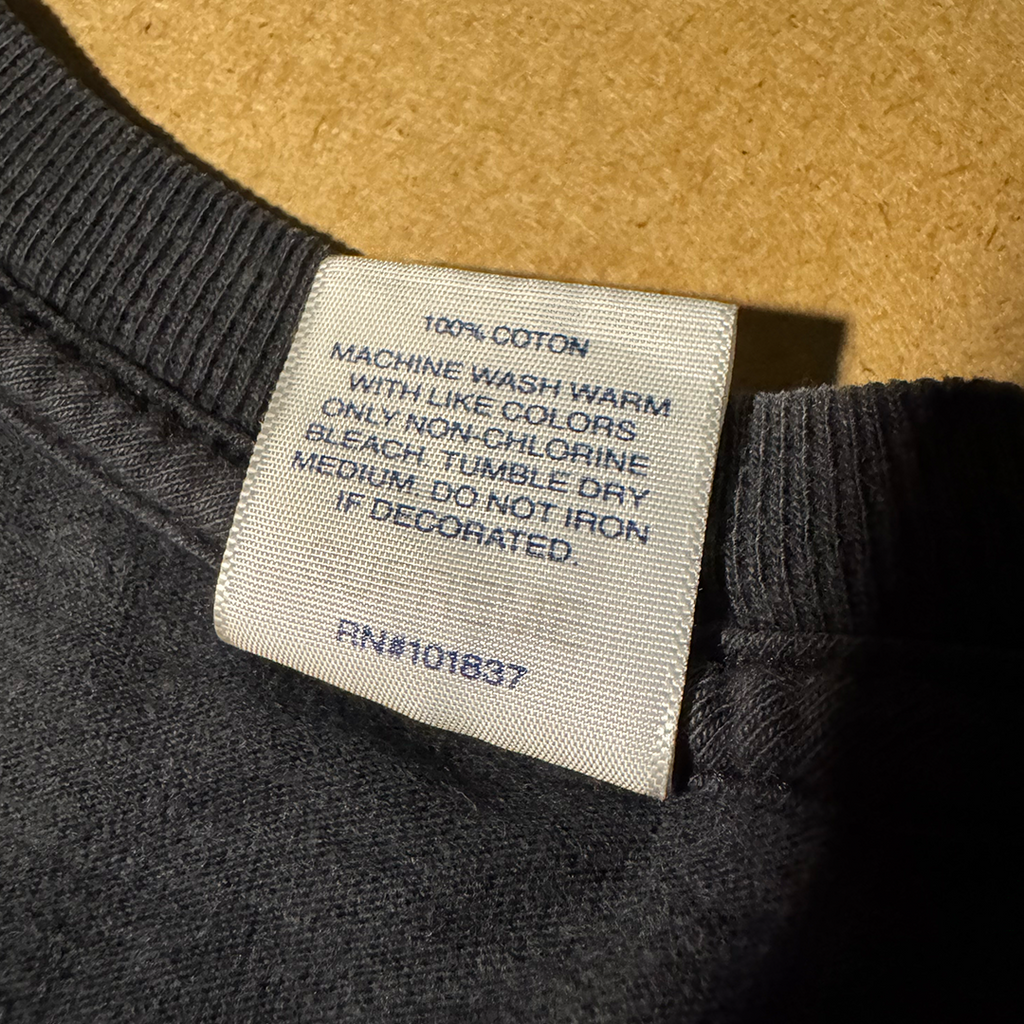 100% COTON
MACHINE WASH WARM
WITH LIKE COLORS
ONLY NON-CHLORINE
BLEACH. TUMBLE DRY
MEDIUM. DO NOT IRON
IF DECORATED.
RN#101837